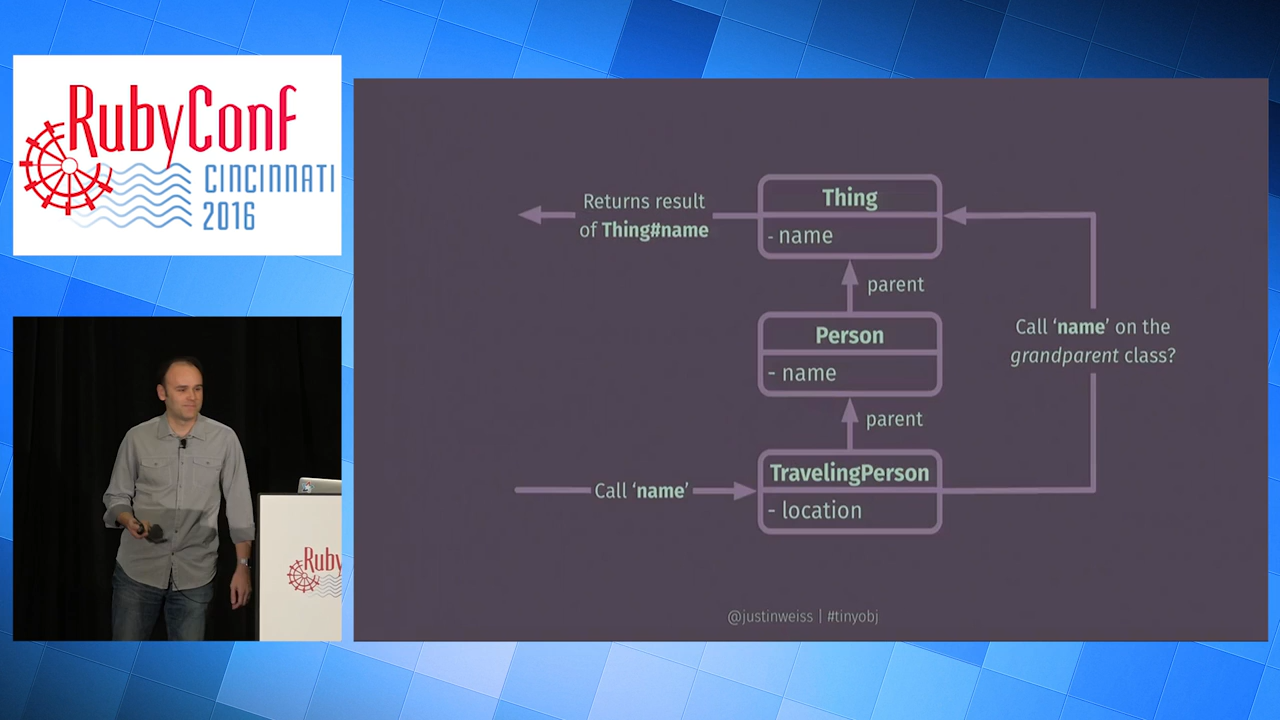 RubyConf
CINCINNATI
2016
Returns result
of Thing#name
Thing
- name
parent
Person
- name
Call ‘name’ on the
grandparent class?
parent
Call ‘name’
TravelingPerson
- location
@justinweiss | #tinyobj
Ruby